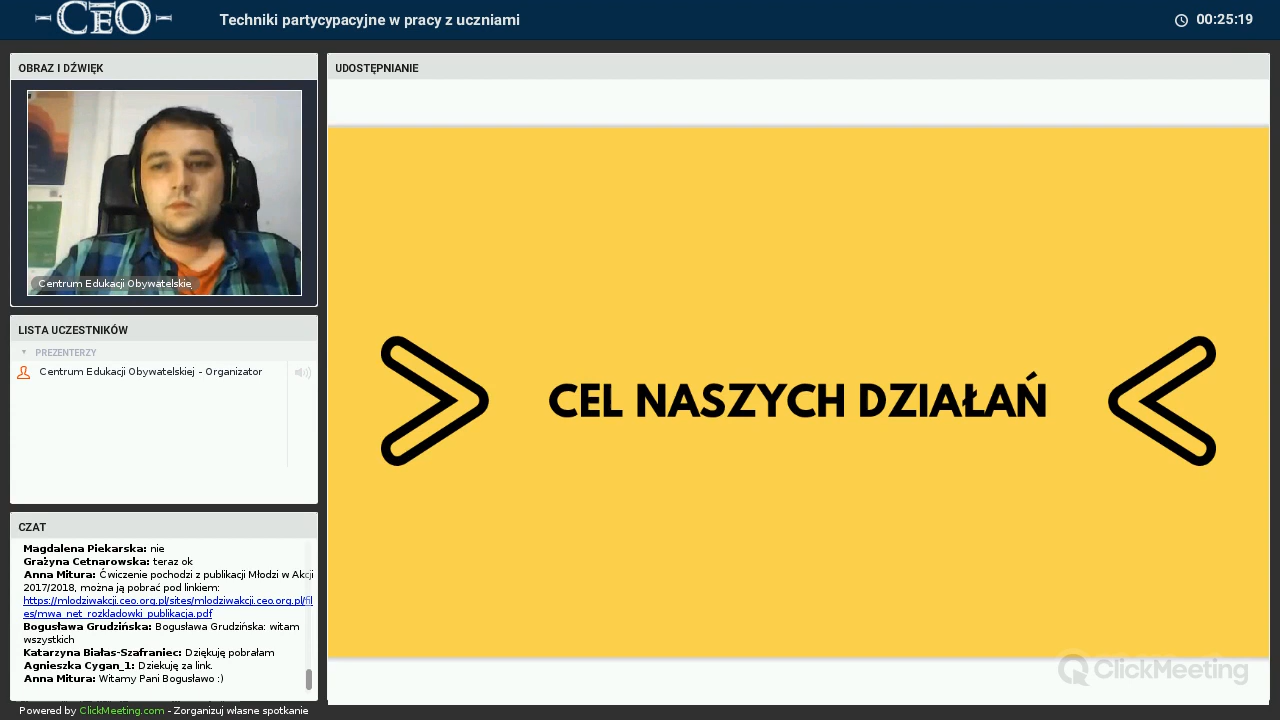 CEO
Techniki partycypacyjne w pracy z uczniami
00:25:19
OBRAZ I DŹWIĘK
Centrum Edukacji Obywatelskie
LISTA UCZESTNIKÓW
PREZENTERZY
Centrum Edukacji Obywatelskiej - Organizator
CZAT
Magdalena Piekarska: nie
Grażyna Cetnarowska: teraz ok
Anna Mitura: Ćwiczenie pochodzi z publikacji Młodzi w Akcji
2017/2018, można ją pobrać pod linkiem:
https://mlodziwakcji.ceo.org.pl/sites/mlodziwakcji.ceo.org.pl/fil
es/mwa_net_rozkladowki_publikacja.pdf
Bogusława Grudzińska: Bogusława Grudzińska: witam
wszystkich
Katarzyna Białas-Szafraniec: Dziękuję pobrałam
Agnieszka Cygan_1: Dziekuję za link.
Anna Mitura: Witamy Pani Bogusławo :)
Powered by ClickMeeting.com - Zorganizuj własne spotkanie
UDOSTĘPNIANIE
CEL NASZYCH DZIAŁAŃ
ClickMeeting